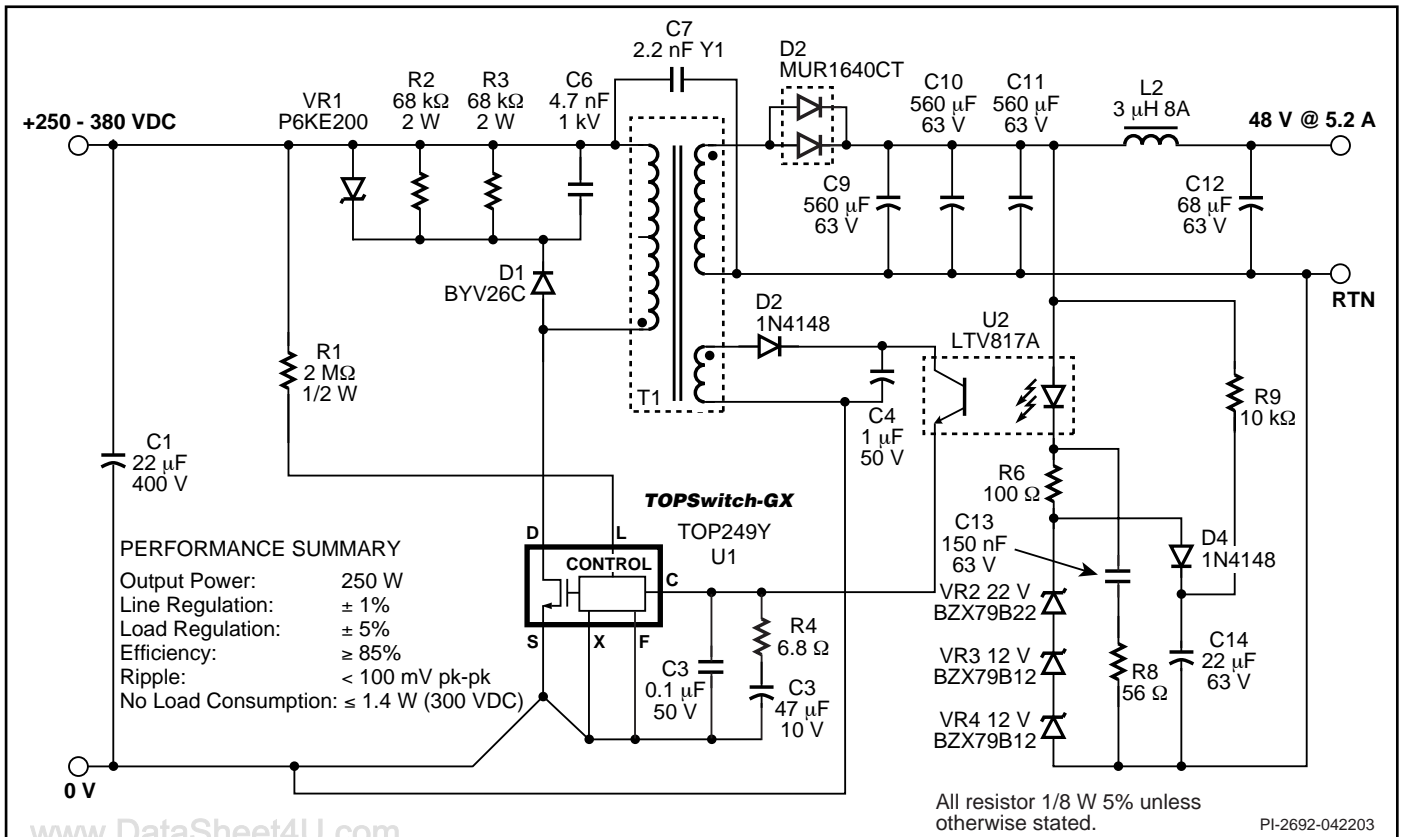 C7
2.2 nF Y1
D2
MUR1640CT
C10
560 µF
63 V
C11
560 µF
63 V
L2
3 µH 8A
VR1
P6KE200
R2
68 kΩ
2 W
R3
68 kΩ
2 W
C6
4.7 nF
1 kV
+250 - 380 VDC
48 V @ 5.2 A
C9
560 µF
63 V
C12
68 µF
63 V
D1
BYV26C
RTN
D2
1N4148
U2
LTV817A
R1
2 MΩ
1/2 W
T1
R9
10 kΩ
C4
1 µF
50 V
C1
22 µF
400 V
R6
100 Ω
TOPSwitch-GX
TOP249Y
U1
D
L
CONTROL
C
S
X
F
C13
150 nF
63 V
D4
1N4148
PERFORMANCE SUMMARY
Output Power: 250 W
Line Regulation: ± 1%
Load Regulation: ± 5%
Efficiency: ≥ 85%
Ripple: < 100 mV pk-pk
No Load Consumption: ≤ 1.4 W (300 VDC)
VR2 22 V
BZX79B22
R4
6.8 Ω
C3
0.1 µF
50 V
C3
47 µF
10 V
VR3 12 V
BZX79B12
R8
56 Ω
C14
22 µF
63 V
VR4 12 V
BZX79B12
0 V
All resistor 1/8 W 5% unless
otherwise stated.
PI-2692-042203
www.DataSheet4U.com